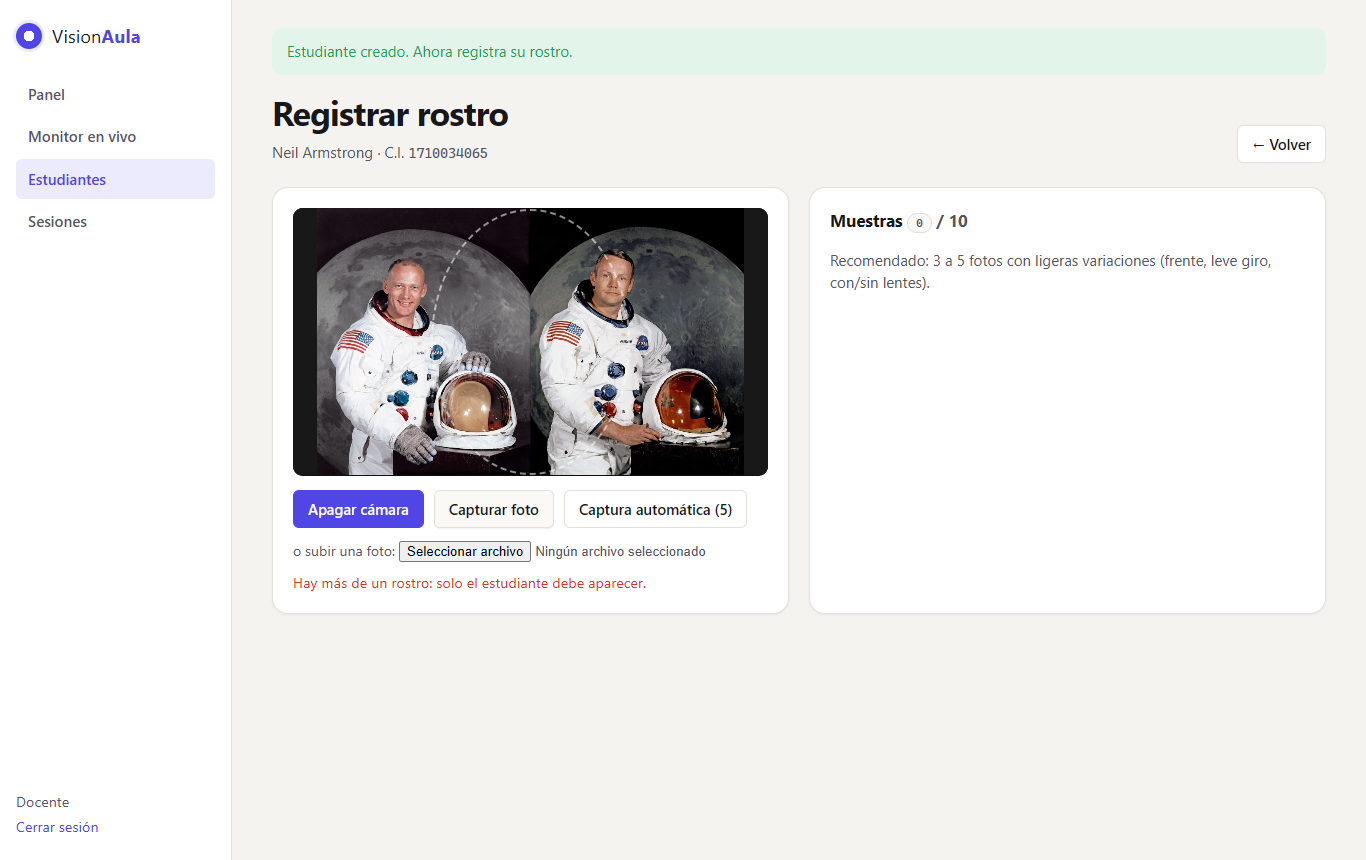 VisionAula
Panel
Monitor en vivo
Estudiantes
Sesiones
Docente
Cerrar sesión
Estudiante creado. Ahora registra su rostro.
Registrar rostro
Neil Armstrong · C.I. 1710034065
← Volver
Apagar cámara
Capturar foto
Captura automática (5)
o subir una foto: Seleccionar archivo Ningún archivo seleccionado
Hay más de un rostro: solo el estudiante debe aparecer.
Muestras 0 / 10
Recomendado: 3 a 5 fotos con ligeras variaciones (frente, leve giro,
con/sin lentes).